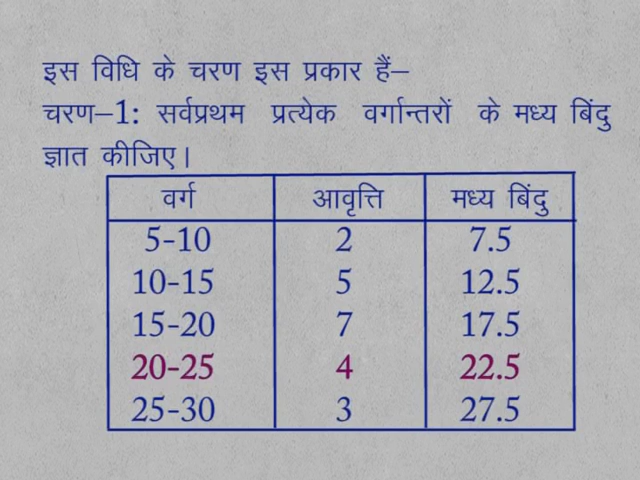 इस विधि के चरण इस प्रकार हैं–
चरण–1: सर्वप्रथम प्रत्येक वर्गान्तरों के मध्य बिंदु
ज्ञात कीजिए।
वर्ग आवृत्ति मध्य बिंदु
5-10 2 7.5
10-15 5 12.5
15-20 7 17.5
20-25 4 22.5
25-30 3 27.5